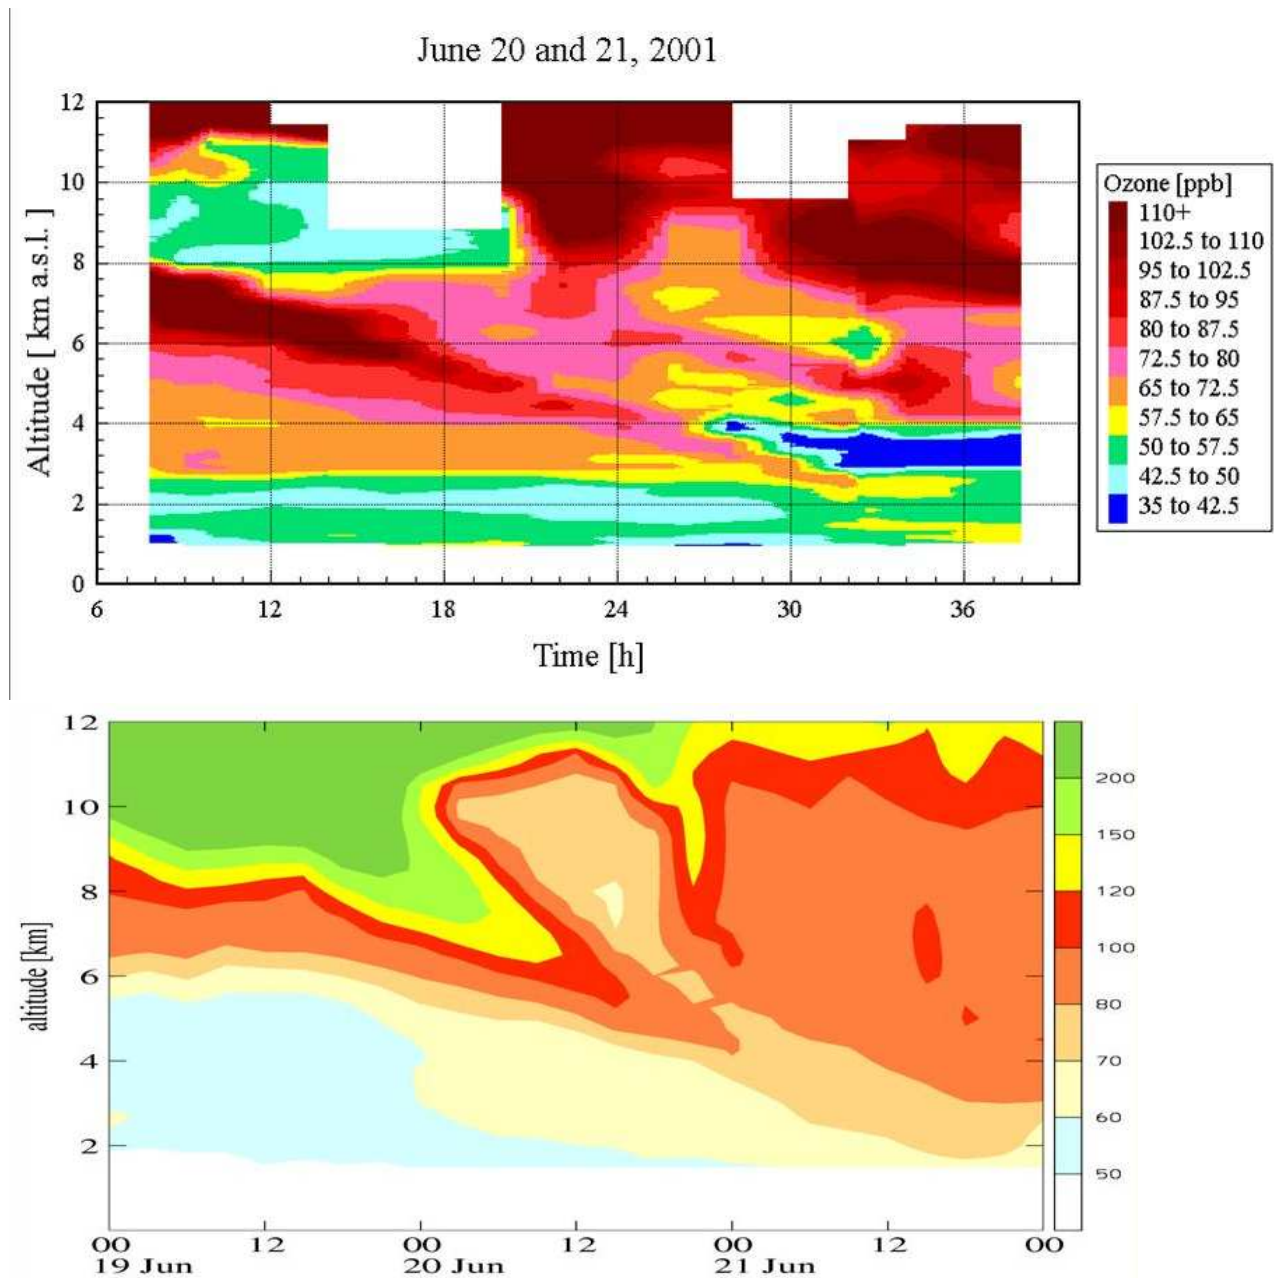 June 20 and 21, 2001
12
10
8
6
4
2
0
Altitude [ km a.s.l. ]
6 12 18 24 30 36
Time [h]
Ozone [ppb]
110+
102.5 to 110
95 to 102.5
87.5 to 95
80 to 87.5
72.5 to 80
65 to 72.5
57.5 to 65
50 to 57.5
42.5 to 50
35 to 42.5
12
10
8
6
4
2
altitude [km]
00 12 00 12 00 12 00
19 Jun 20 Jun 21 Jun
200
150
120
100
80
70
60
50